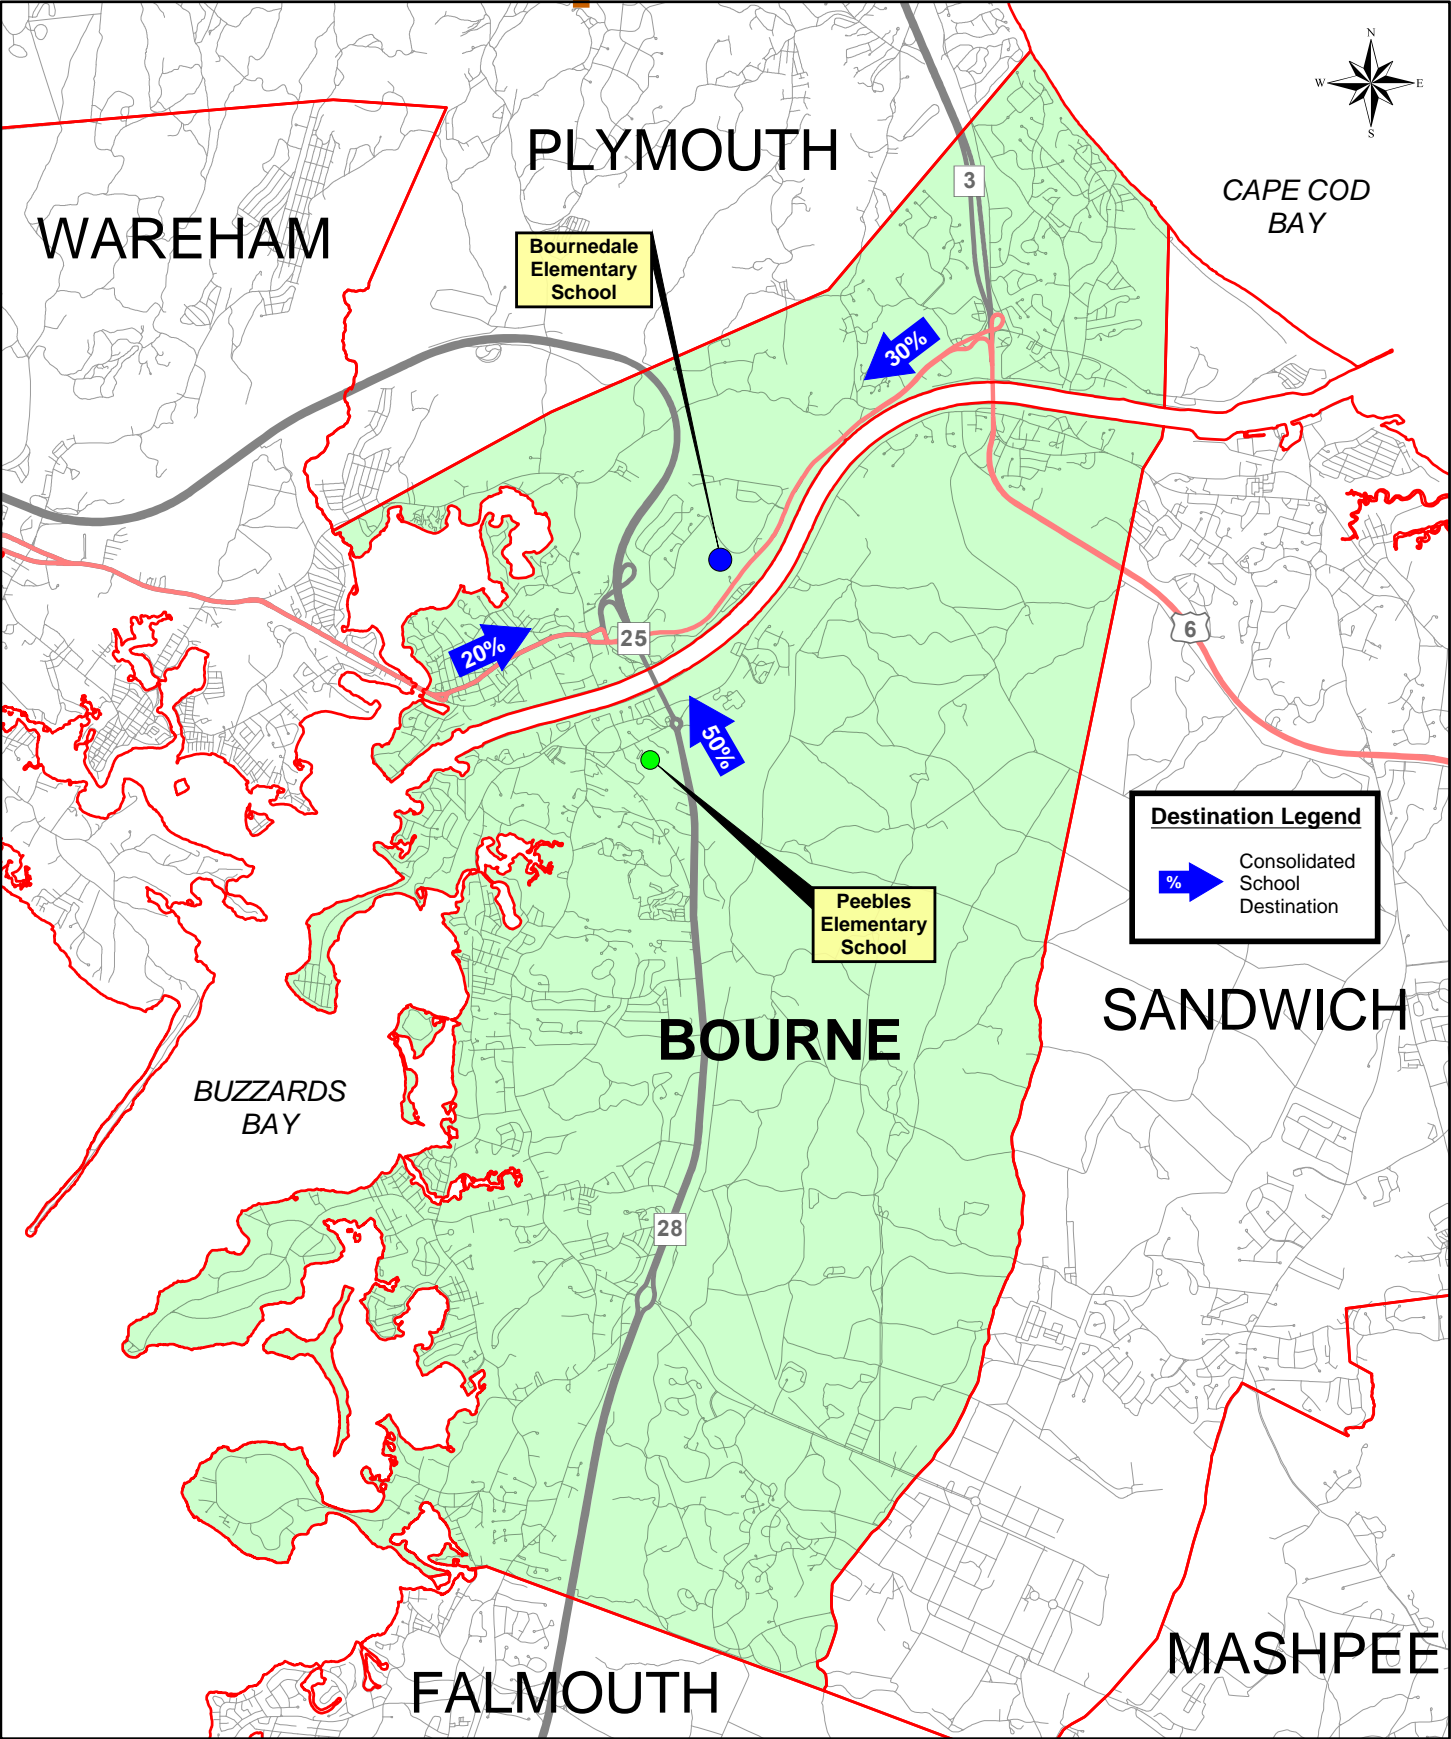 N
W
E
S
PLYMOUTH
3
CAPE COD
BAY
WAREHAM
Bournedale
Elementary
School
30%
20%
25
6
50%
Destination Legend
%
Consolidated
School
Destination
Peebles
Elementary
School
SANDWICH
BOURNE
BUZZARDS
BAY
28
MASHPEE
FALMOUTH